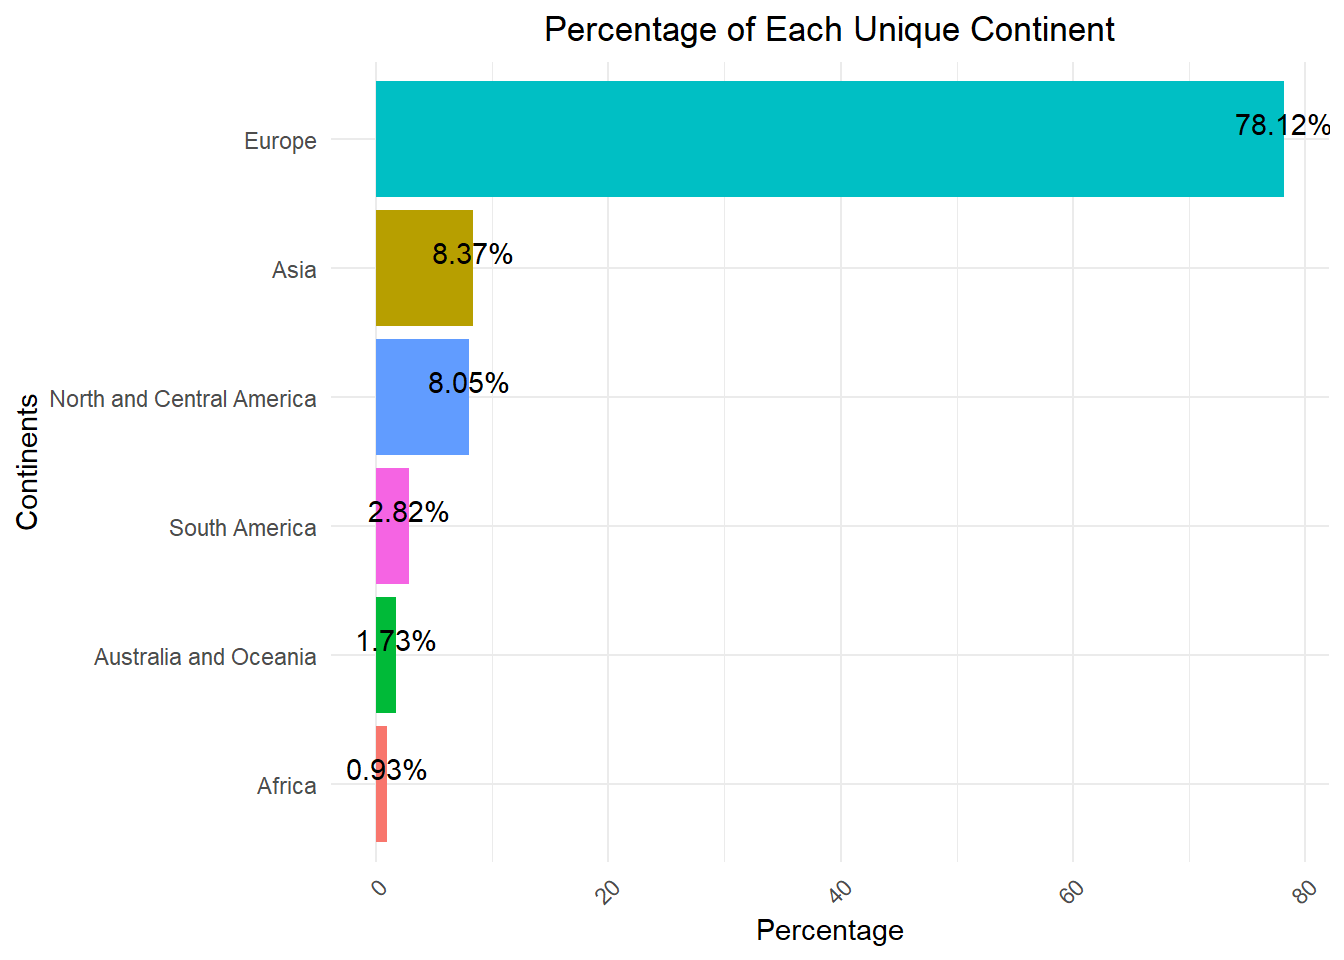 Percentage of Each Unique Continent
Continents
Europe
78.12%
Asia
8.37%
North and Central America
8.05%
South America
2.82%
Australia and Oceania
1.73%
Africa
0.93%
0
20
40
60
80
Percentage